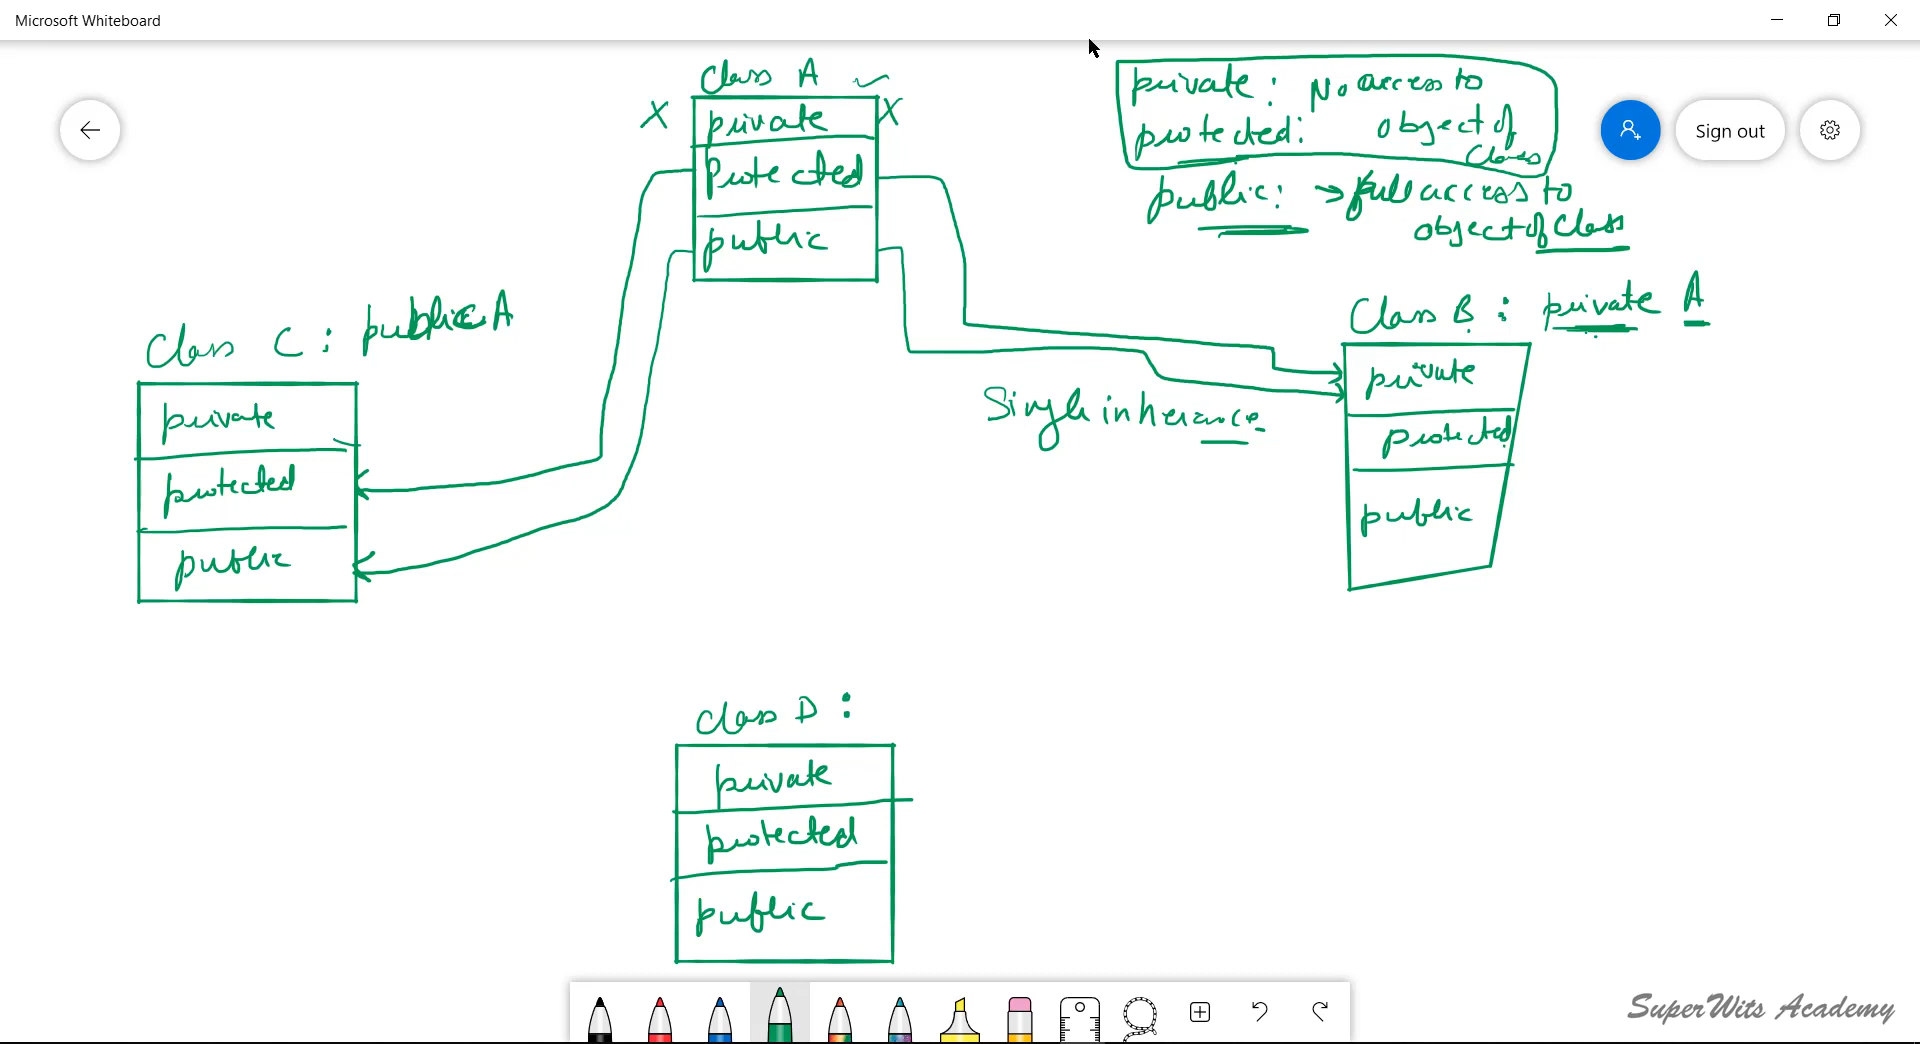 Microsoft Whiteboard
Class A
X private X
Protected
public
private: No access to
protected: object of
Class
public: → full access to
object of Class
Sign out
Class C : public A
private
protected
public
Class B : private A
private
protected
public
Single inherance
class D :
private
protected
public
SuperWits Academy